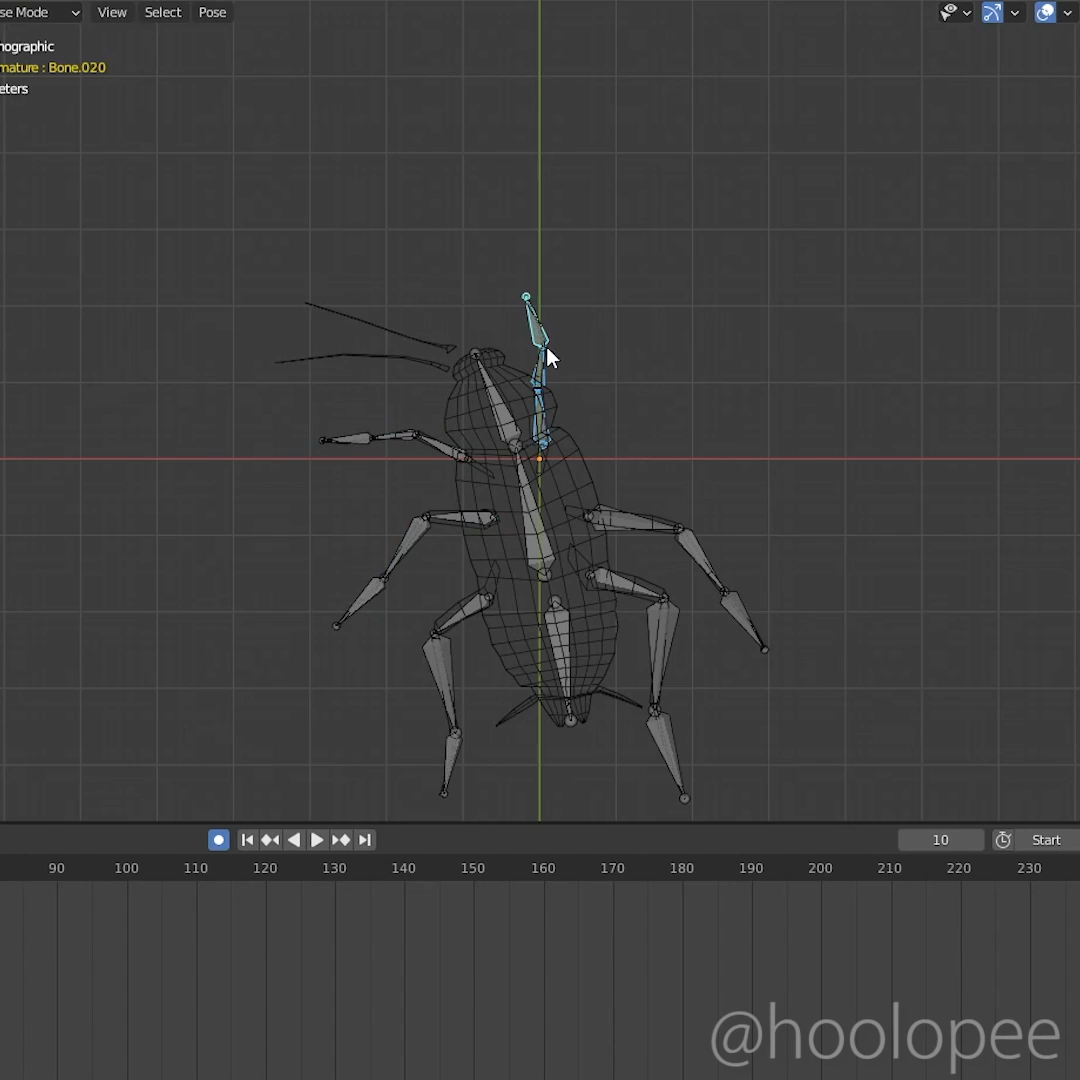 se Mode View Select Pose
nographic
mature : Bone.020
eters
10 Start
90 100 110 120 130 140 150 160 170 180 190 200 210 220 230
@hoolopee